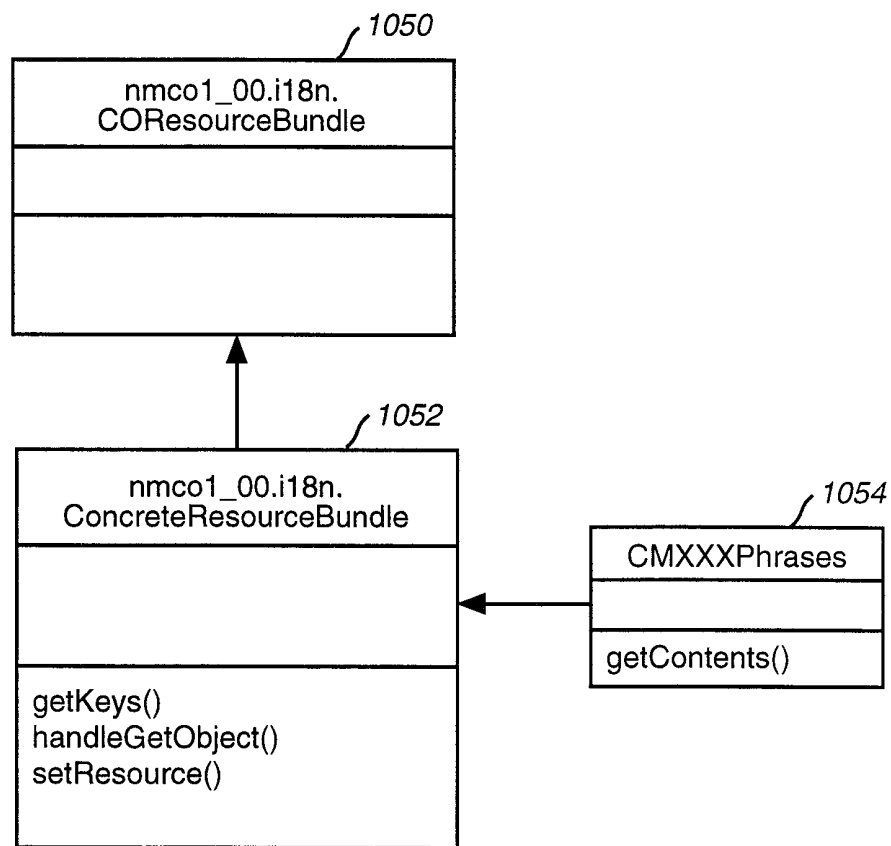 1050
nmco1_00.i18n.
COResourceBundle
1052
nmco1_00.i18n.
ConcreteResourceBundle
getKeys()
handleGetObject()
setResource()
1054
CMXXXPhrases
getContents()